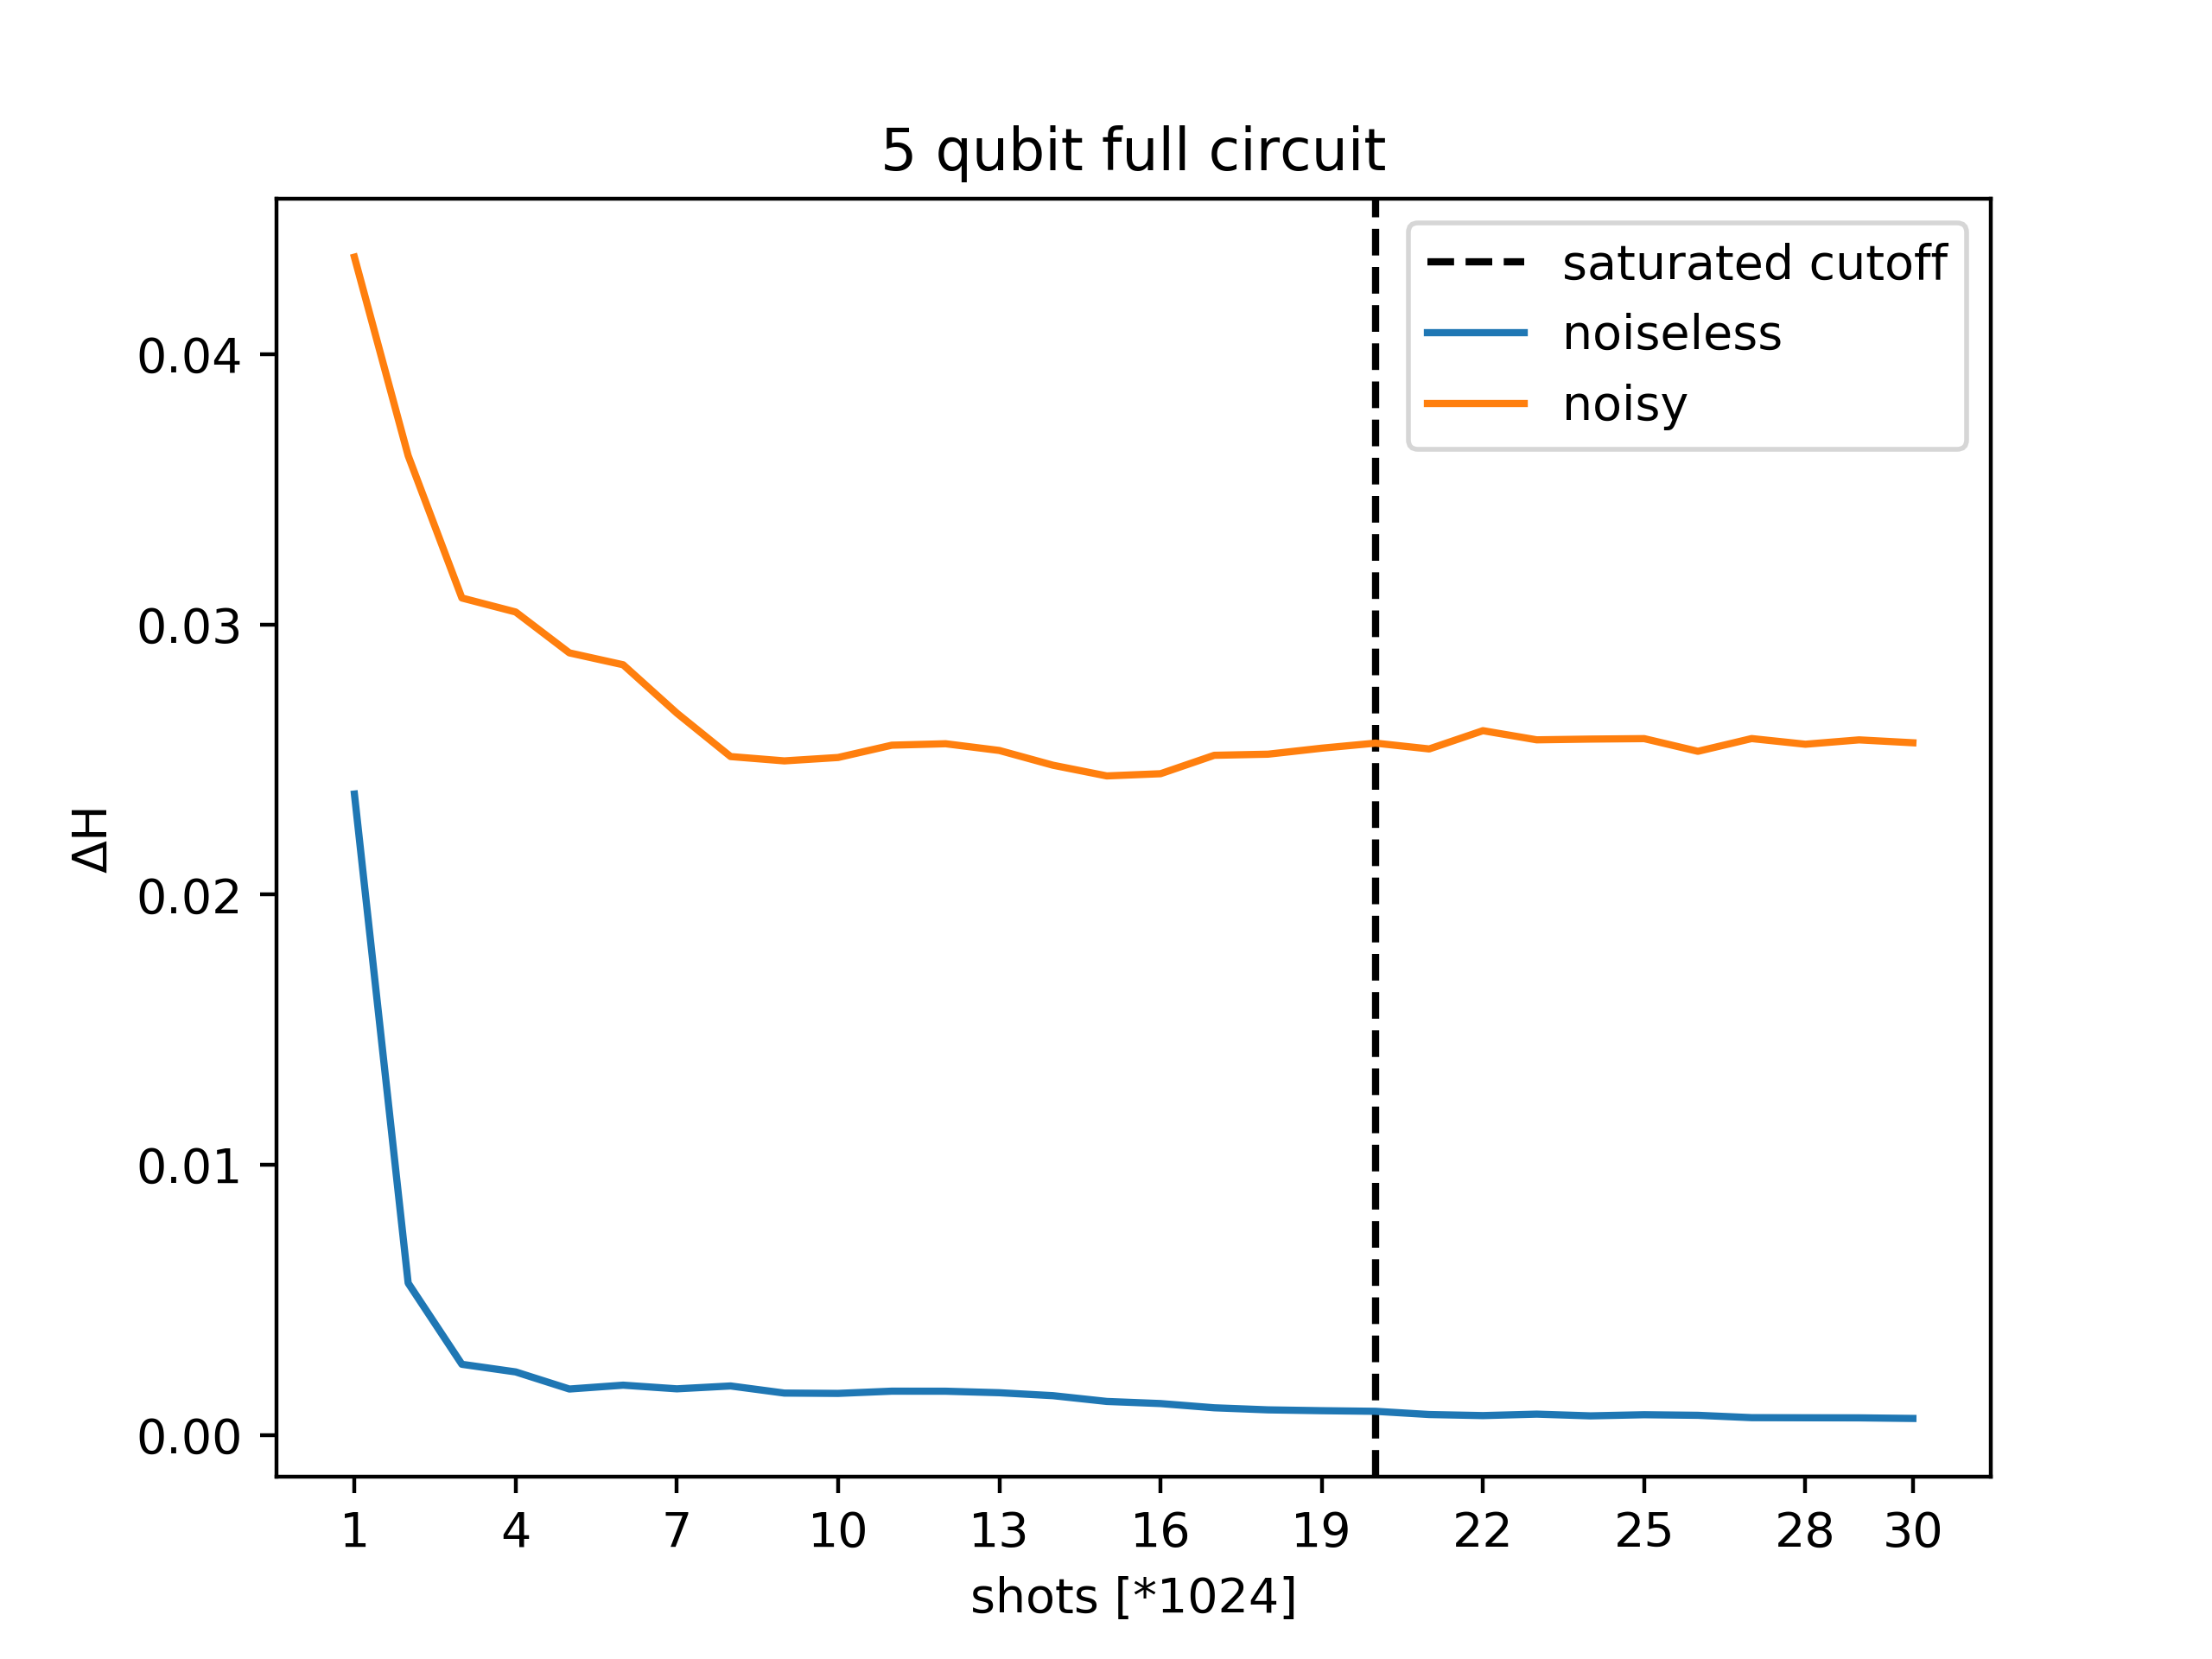 5 qubit full circuit
saturated cutoff
noiseless
noisy
ΔH
0.04
0.03
0.02
0.01
0.00
1 4 7 10 13 16 19 22 25 28 30
shots [*1024]